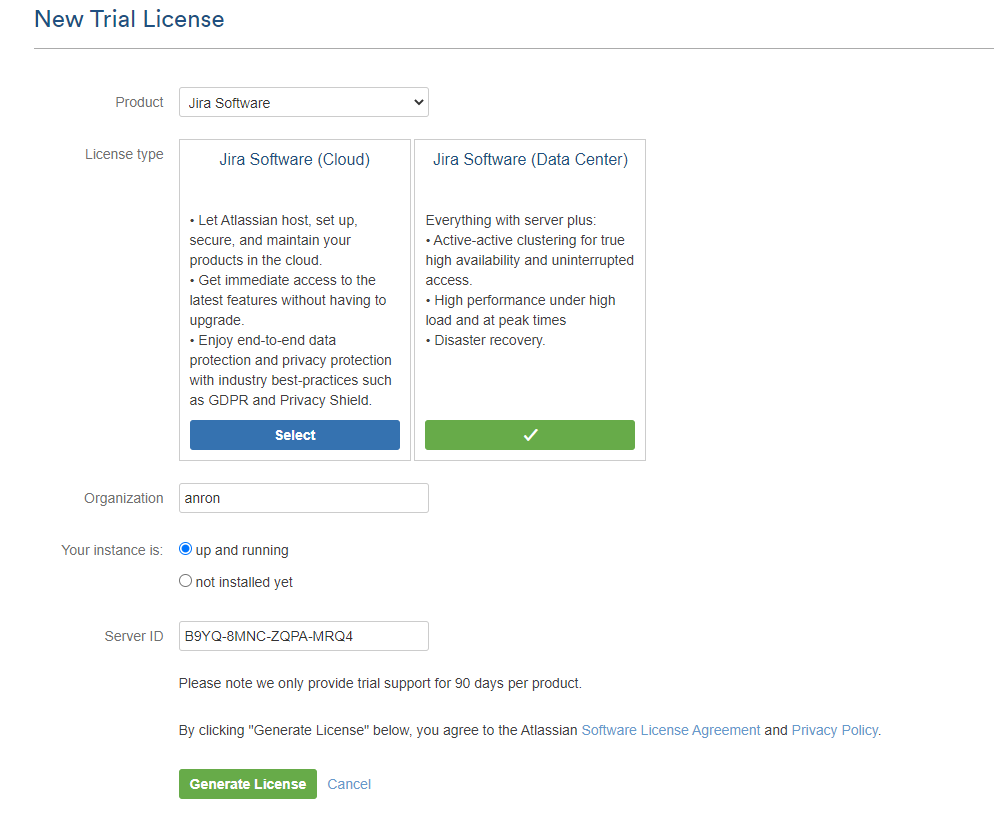 New Trial License
Product
Jira Software
License type
Jira Software (Cloud)
• Let Atlassian host, set up,
secure, and maintain your
products in the cloud.
• Get immediate access to the
latest features without having to
upgrade.
• Enjoy end-to-end data
protection and privacy protection
with industry best-practices such
as GDPR and Privacy Shield.
Select
Jira Software (Data Center)
Everything with server plus:
• Active-active clustering for true
high availability and uninterrupted
access.
• High performance under high
load and at peak times
• Disaster recovery.
Organization
anron
Your instance is:
up and running
not installed yet
Server ID
B9YQ-8MNC-ZQPA-MRQ4
Please note we only provide trial support for 90 days per product.
By clicking "Generate License" below, you agree to the Atlassian Software License Agreement and Privacy Policy.
Generate License
Cancel